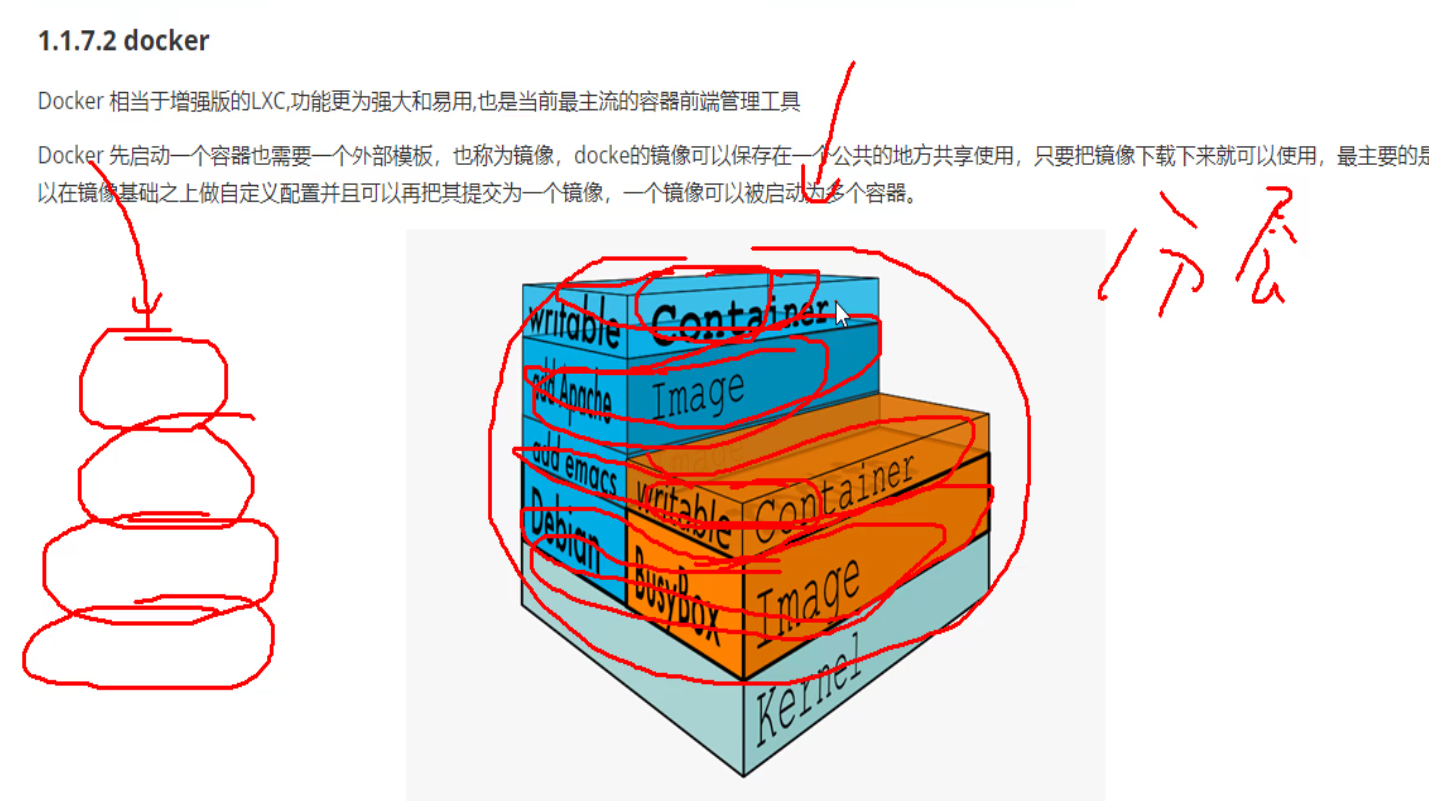 1.1.7.2 docker
Docker 相当于增强版的LXC,功能更为强大和易用,也是当前最主流的容器前端管理工具
Docker 先启动一个容器也需要一个外部模板，也称为镜像，docke的镜像可以保存在一个公共的地方共享使用，只要把镜像下载下来就可以使用，最主要的是
以在镜像基础之上做自定义配置并且可以再把其提交为一个镜像，一个镜像可以被启动为多个容器。
分层
writable Container
add Apache Image
add emacs Image
writable Container
Debian
BusyBox Image
Kernel